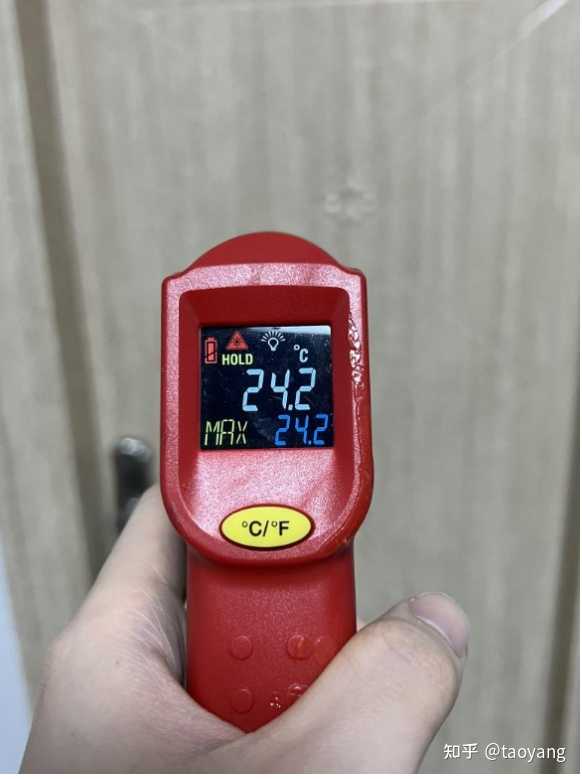 HOLD
°C
24.2
MAX 24.2
°C/°F
知乎 @taoyang